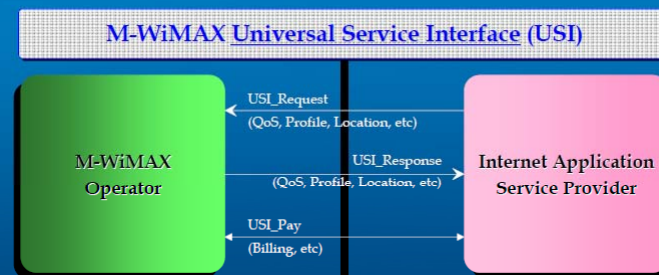 M-WiMAX Universal Service Interface (USI)
USI_Request
(QoS, Profile, Location, etc)
M-WiMAX
Operator
USI_Response
(QoS, Profile, Location, etc)
Internet Application
Service Provider
USI_Pay
(Billing, etc)